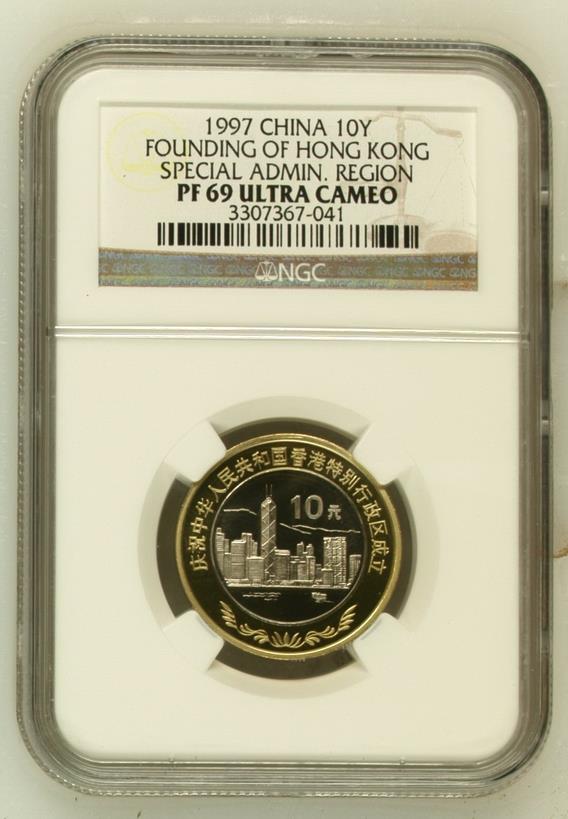 1997 CHINA 10Y
FOUNDING OF HONG KONG
SPECIAL ADMIN. REGION
PF 69 ULTRA CAMEO
3307367-041
NGC
庆祝中华人民共和国香港特别行政区成立
10元